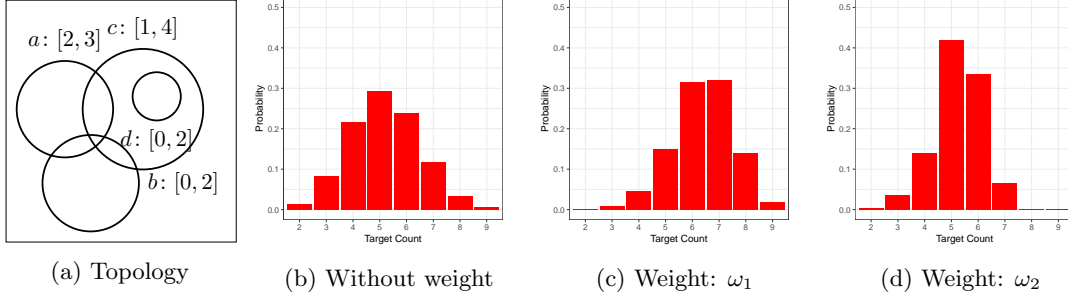 a: [2, 3]
c: [1, 4]
d: [0, 2]
b: [0, 2]
(a) Topology
Probability
0.5
0.4
0.3
0.2
0.1
0.0
2 3 4 5 6 7 8 9
Target Count
(b) Without weight
Probability
0.5
0.4
0.3
0.2
0.1
0.0
2 3 4 5 6 7 8 9
Target Count
(c) Weight: ω₁
Probability
0.5
0.4
0.3
0.2
0.1
0.0
2 3 4 5 6 7 8 9
Target Count
(d) Weight: ω₂